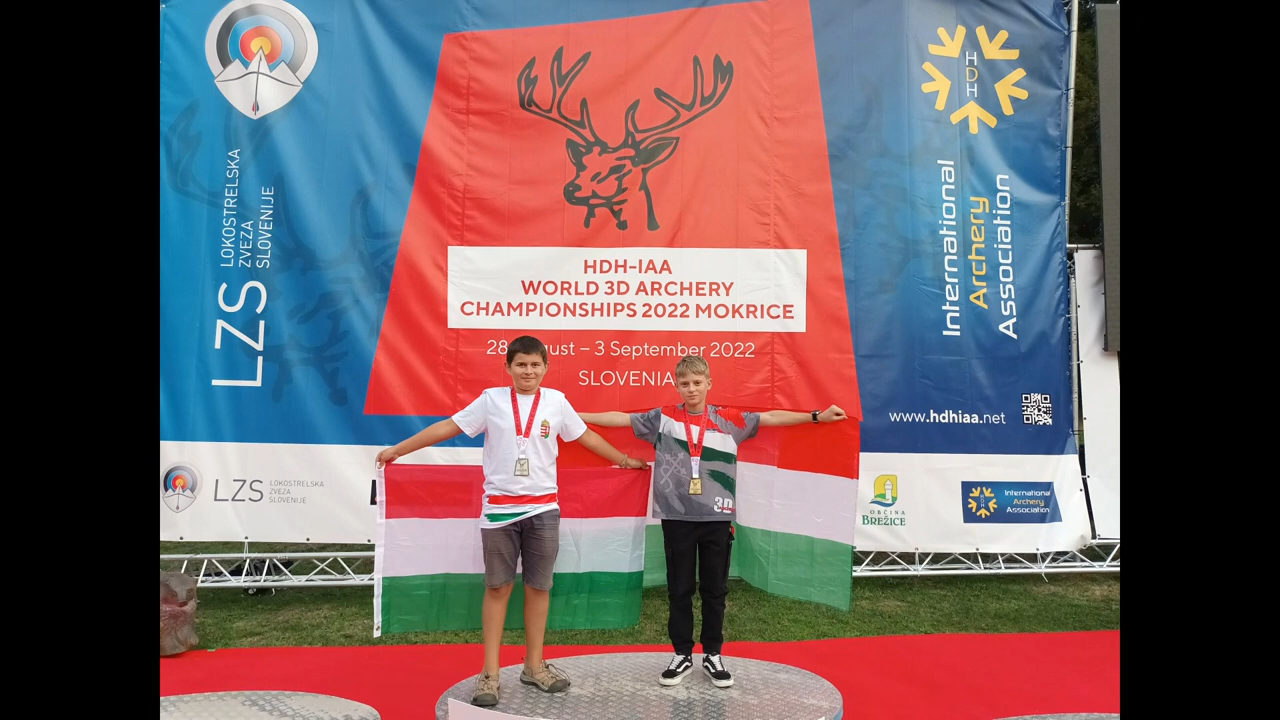 LZS
LOKOSTRELSKA
ZVEZA
SLOVENIJE
HDH-IAA
WORLD 3D ARCHERY
CHAMPIONSHIPS 2022 MOKRICE
28 – 3 September 2022
SLOVENIA
HDH
International
Archery
Association
www.hdhiaa.net
LZS
LOKOSTRELSKA
ZVEZA
SLOVENIJE
3D
OBČINA
BREŽICE
International
Archery
Association